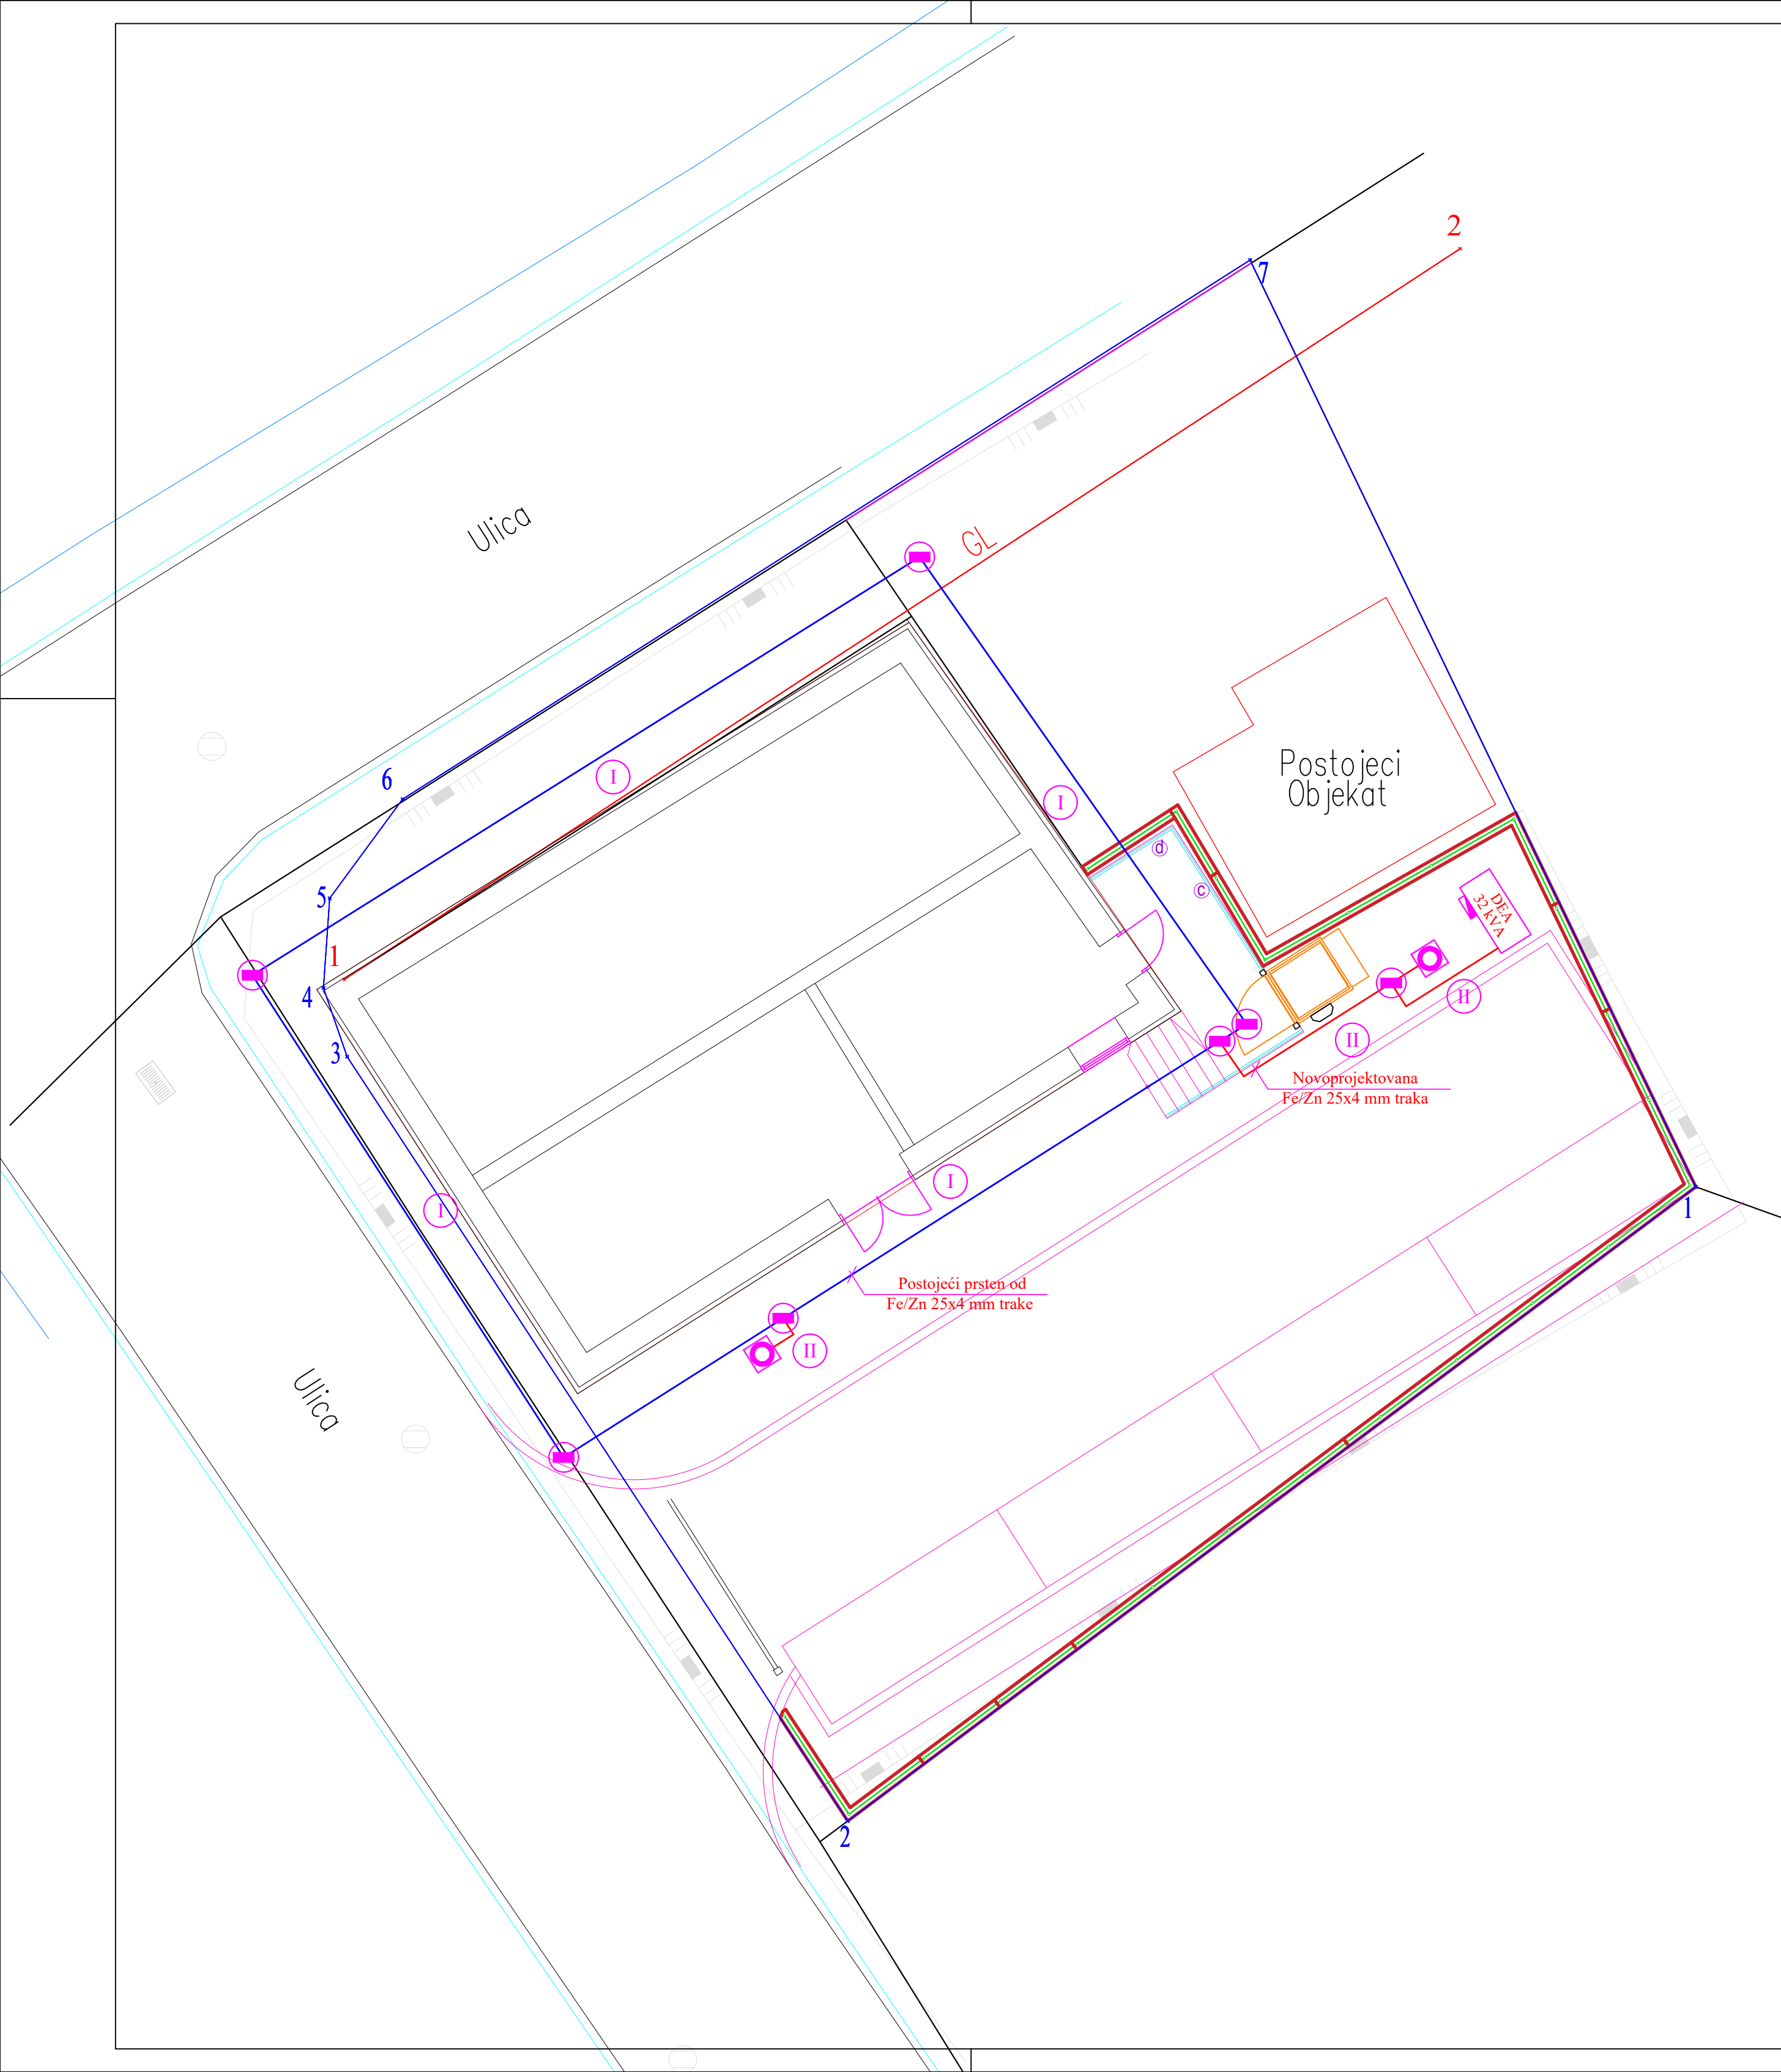 2
7
GL
Ulica
Postojeci
Objekat
6
I
I
d
c
5
DEA
32 kVA
1
4
II
3
II
Novoprojektovana
Fe/Zn 25x4 mm traka
I
I
1
Postojeći prsten od
Fe/Zn 25x4 mm trake
II
Ulica
2